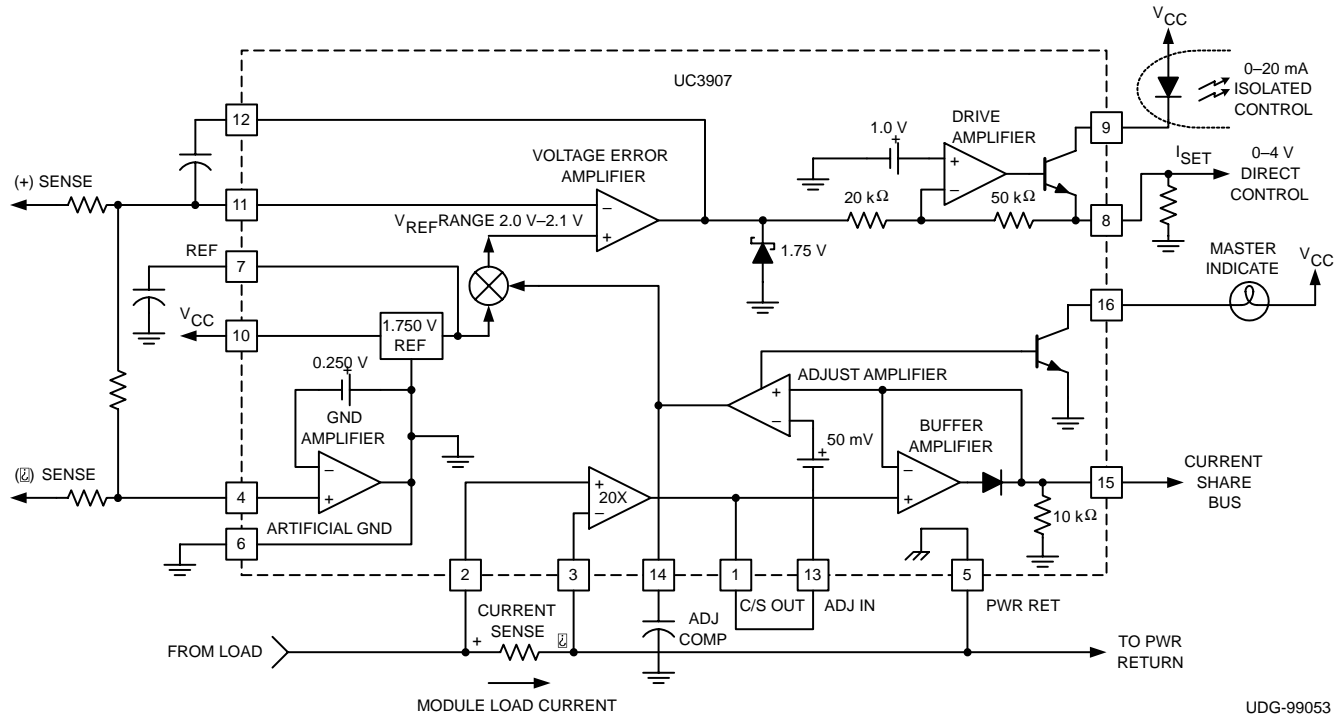 VCC
UC3907
0–20 mA
ISOLATED
CONTROL
12
1.0 V
+
DRIVE
AMPLIFIER
9
VOLTAGE ERROR
AMPLIFIER
ISET
0–4 V
DIRECT
CONTROL
(+) SENSE
11
–
+
VREF RANGE 2.0 V–2.1 V
20 kΩ
50 kΩ
8
REF
7
1.75 V
MASTER
INDICATE
VCC
16
VCC
10
1.750 V
REF
0.250 V
+
GND
AMPLIFIER
ADJUST AMPLIFIER
+
–
50 mV
+
BUFFER
AMPLIFIER
–
+
15
CURRENT
SHARE
BUS
10 kΩ
SENSE
4
–
+
+
20X
–
ARTIFICIAL GND
6
2
3
14
1
13
5
C/S OUT
ADJ IN
PWR RET
CURRENT
SENSE
ADJ
COMP
FROM LOAD
+
TO PWR
RETURN
MODULE LOAD CURRENT
UDG-99053